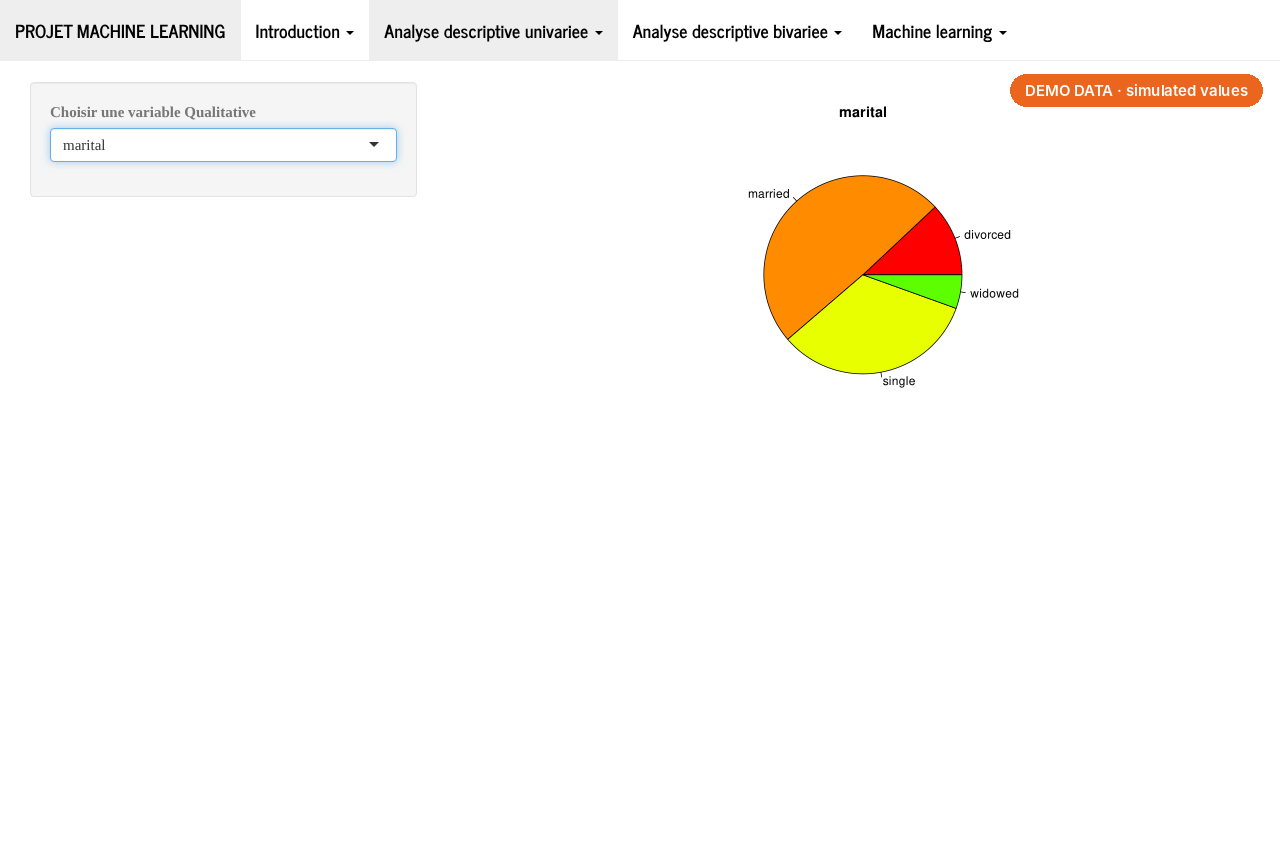 PROJET MACHINE LEARNING
Introduction
Analyse descriptive univariee
Analyse descriptive bivariee
Machine learning
DEMO DATA · simulated values
Choisir une variable Qualitative
marital
marital
married
divorced
widowed
single